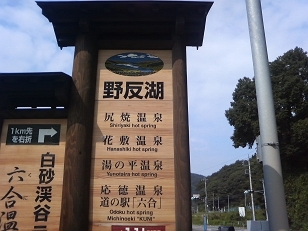 野反湖
尻焼温泉
Shiriyaki hot spring
花敷温泉
Hanashiki hot spring
湯の平温泉
Yunotaira hot spring
応徳温泉
道の駅「六合」
Otoku hot spring
Michinoeki "KUNI"
1km先を
右折
白砂渓谷
六合温